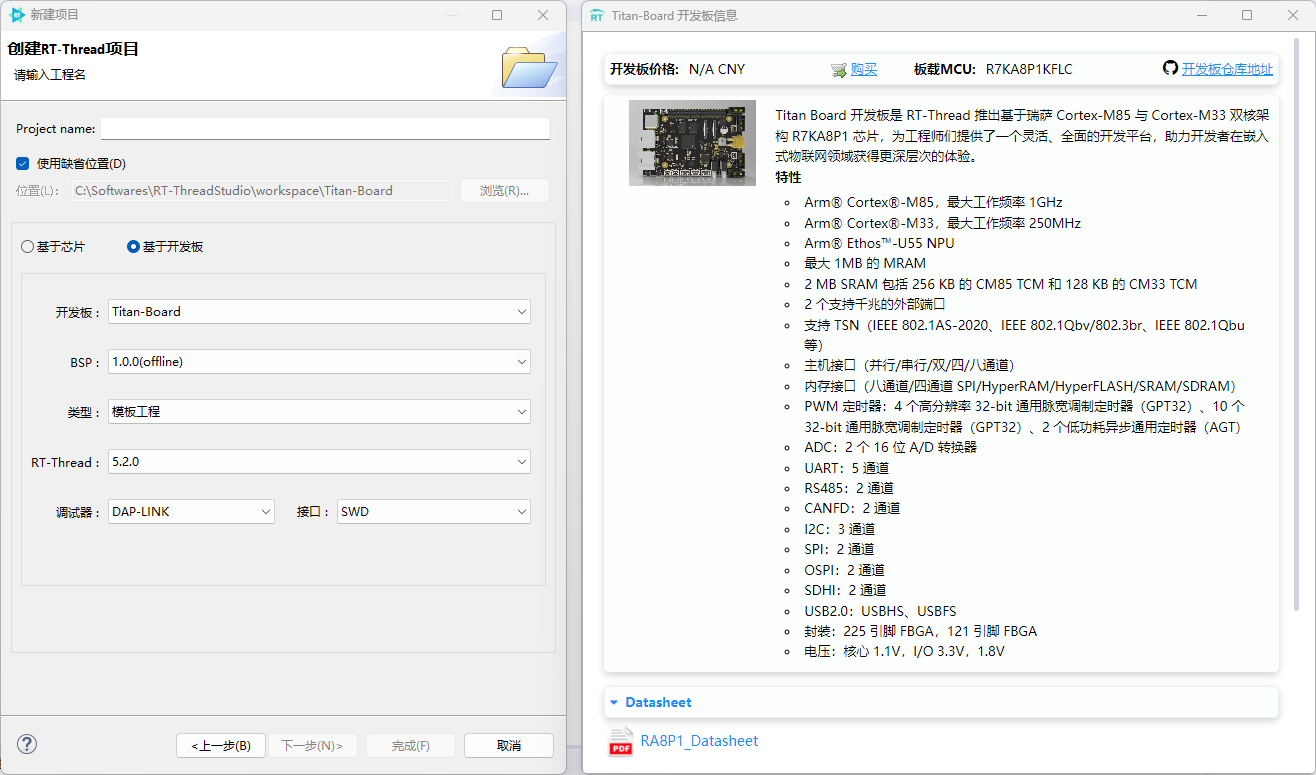 新建项目
创建RT-Thread项目
请输入工程名
Project name:
使用缺省位置(D)
位置(L): C:\Softwares\RT-ThreadStudio\workspace\Titan-Board 浏览(R)...
基于芯片 基于开发板
开发板 : Titan-Board
BSP : 1.0.0(offline)
类型 : 模板工程
RT-Thread : 5.2.0
调试器 : DAP-LINK 接口 : SWD
<上一步(B) 下一步(N)> 完成(F) 取消
RT Titan-Board 开发板信息
开发板价格: N/A CNY 购买 板载MCU: R7KA8P1KFLC 开发板仓库地址
Titan Board 开发板是 RT-Thread 推出基于瑞萨 Cortex-M85 与 Cortex-M33 双核架
构 R7KA8P1 芯片，为工程师们提供了一个灵活、全面的开发平台，助力开发者在嵌入
式物联网领域获得更深层次的体验。
特性
Arm® Cortex®-M85，最大工作频率 1GHz
Arm® Cortex®-M33，最大工作频率 250MHz
Arm® Ethos™-U55 NPU
最大 1MB 的 MRAM
2 MB SRAM 包括 256 KB 的 CM85 TCM 和 128 KB 的 CM33 TCM
2 个支持千兆的外部端口
支持 TSN（IEEE 802.1AS-2020、IEEE 802.1Qbv/802.3br、IEEE 802.1Qbu
等）
主机接口（并行/串行/双/四/八通道）
内存接口（八通道/四通道 SPI/HyperRAM/HyperFLASH/SRAM/SDRAM）
PWM 定时器：4 个高分辨率 32-bit 通用脉宽调制定时器（GPT32）、10 个
32-bit 通用脉宽调制定时器（GPT32）、2 个低功耗异步通用定时器（AGT）
ADC：2 个 16 位 A/D 转换器
UART：5 通道
RS485：2 通道
CANFD：2 通道
I2C：3 通道
SPI：2 通道
OSPI：2 通道
SDHI：2 通道
USB2.0：USBHS、USBFS
封装：225 引脚 FBGA，121 引脚 FBGA
电压：核心 1.1V，I/O 3.3V，1.8V
Datasheet
PDF RA8P1_Datasheet